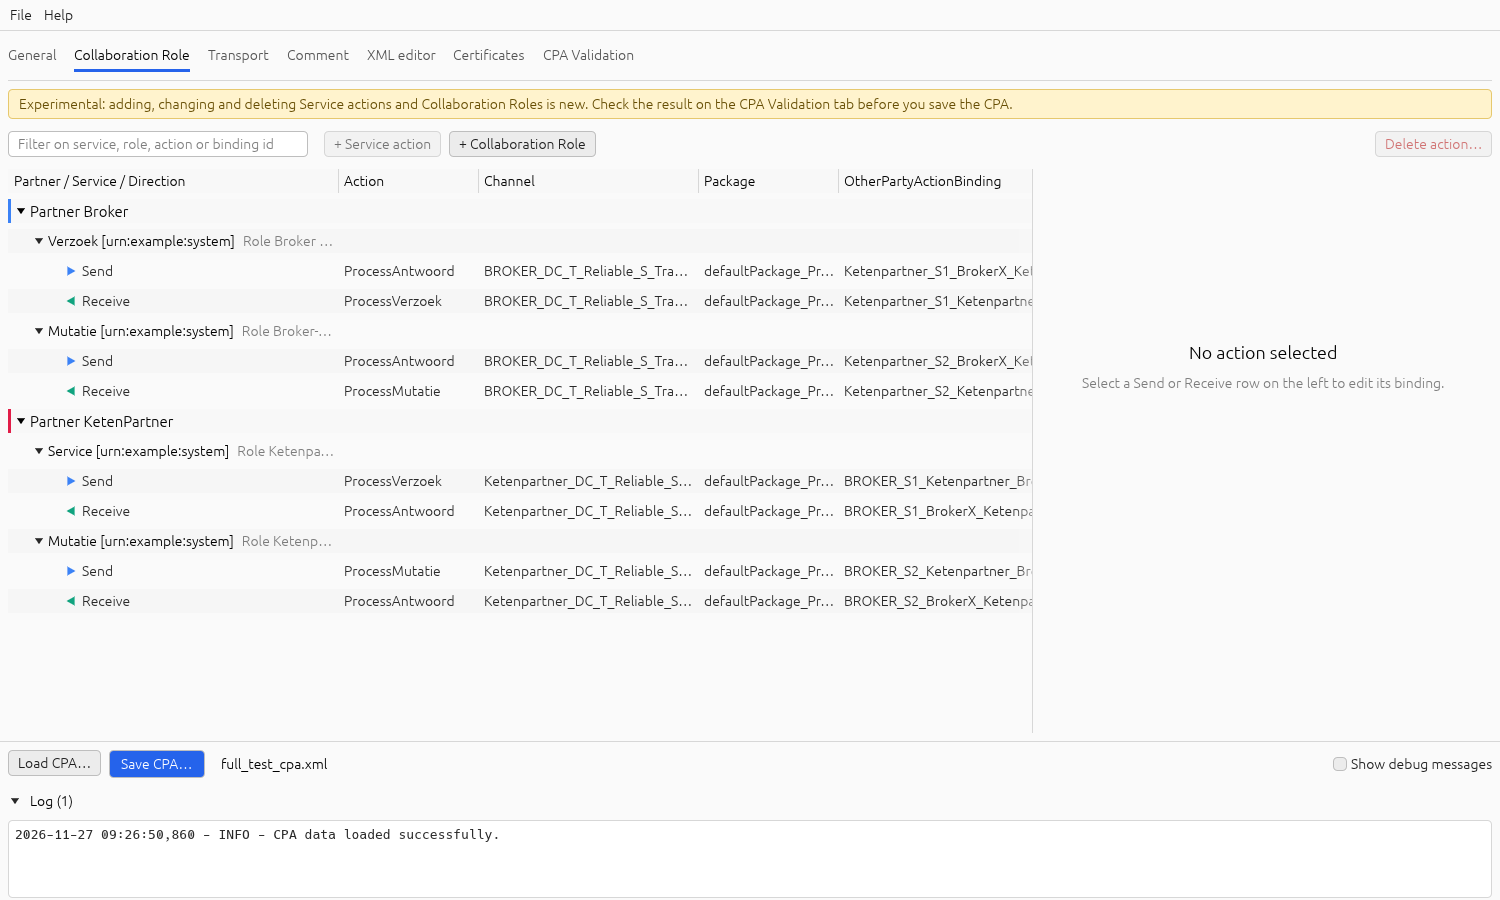 File Help
General Collaboration Role Transport Comment XML editor Certificates CPA Validation
Experimental: adding, changing and deleting Service actions and Collaboration Roles is new. Check the result on the CPA Validation tab before you save the CPA.
Filter on service, role, action or binding id + Service action + Collaboration Role Delete action...
Partner / Service / Direction Action Channel Package OtherPartyActionBinding
Partner Broker
Verzoek [urn:example:system] Role Broker ...
Send ProcessAntwoord BROKER_DC_T_Reliable_S_Tra... defaultPackage_Pr... Ketenpartner_S1_BrokerX_Ket
Receive ProcessVerzoek BROKER_DC_T_Reliable_S_Tra... defaultPackage_Pr... Ketenpartner_S1_Ketenpartne
Mutatie [urn:example:system] Role Broker-...
Send ProcessAntwoord BROKER_DC_T_Reliable_S_Tra... defaultPackage_Pr... Ketenpartner_S2_BrokerX_Ket
Receive ProcessMutatie BROKER_DC_T_Reliable_S_Tra... defaultPackage_Pr... Ketenpartner_S2_Ketenpartne
Partner KetenPartner
Service [urn:example:system] Role Ketenpa...
Send ProcessVerzoek Ketenpartner_DC_T_Reliable_S... defaultPackage_Pr... BROKER_S1_Ketenpartner_Br
Receive ProcessAntwoord Ketenpartner_DC_T_Reliable_S... defaultPackage_Pr... BROKER_S1_BrokerX_Ketenpa
Mutatie [urn:example:system] Role Ketenp...
Send ProcessMutatie Ketenpartner_DC_T_Reliable_S... defaultPackage_Pr... BROKER_S2_Ketenpartner_Br
Receive ProcessAntwoord Ketenpartner_DC_T_Reliable_S... defaultPackage_Pr... BROKER_S2_BrokerX_Ketenpa
No action selected
Select a Send or Receive row on the left to edit its binding.
Load CPA... Save CPA... full_test_cpa.xml Show debug messages
Log (1)
2026-11-27 09:26:50,860 - INFO - CPA data loaded successfully.